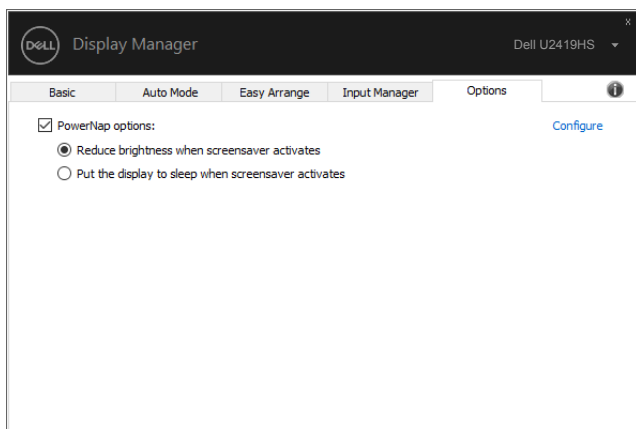 x
DELL
Display Manager
Dell U2419HS
Basic
Auto Mode
Easy Arrange
Input Manager
Options
i
PowerNap options:
Configure
Reduce brightness when screensaver activates
Put the display to sleep when screensaver activates